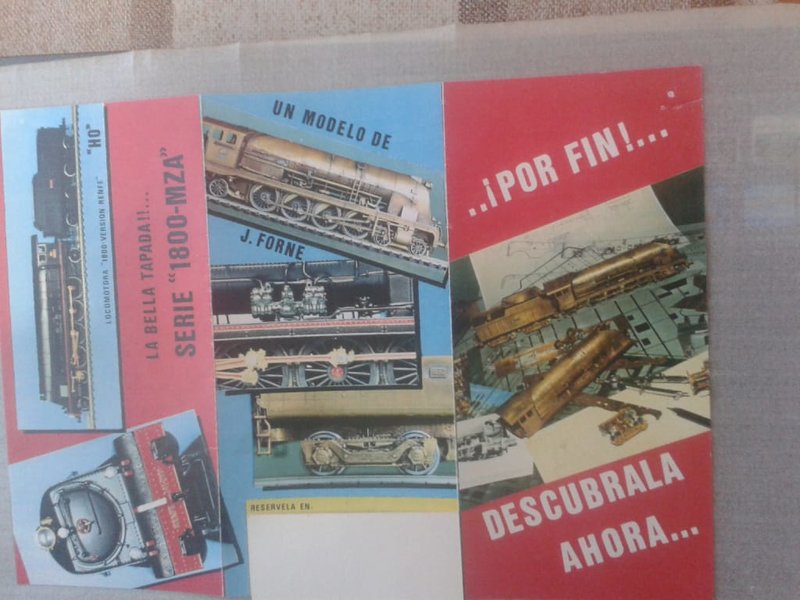 "HO"
LOCOMOTORA "1800-VERSION RENFE"
LA BELLA TAPADA!!...
SERIE "1800-MZA"
UN MODELO DE
J. FORNE
RESERVELA EN-
..¡POR FIN!...
DESCUBRALA
AHORA...